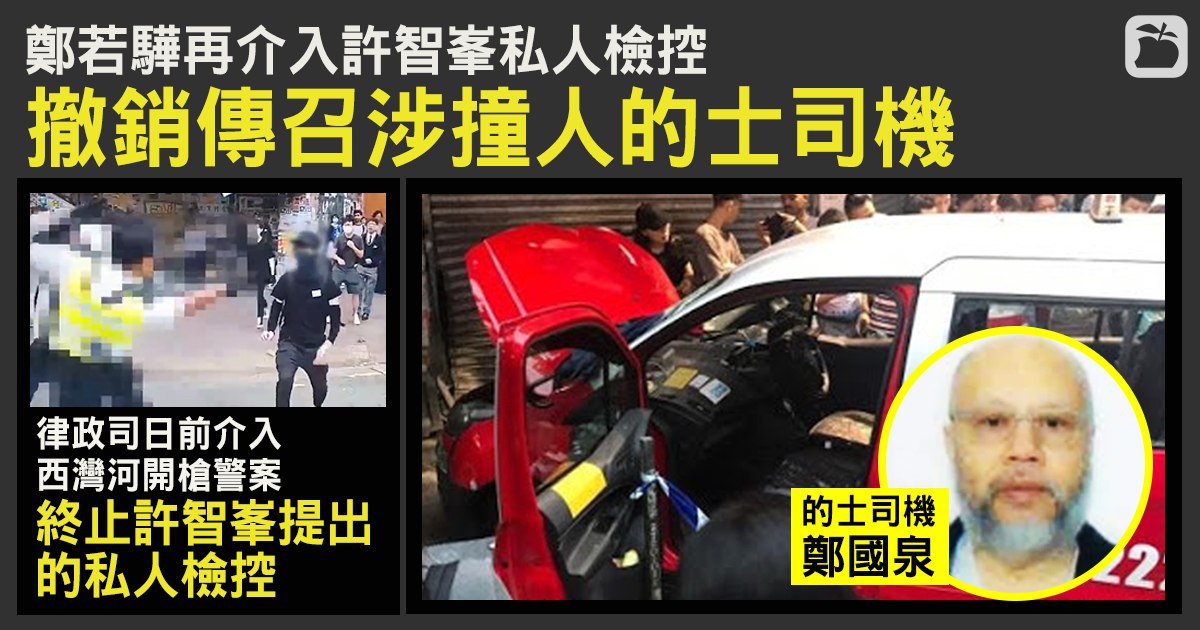 鄭若驊再介入許智峯私人檢控
撤銷傳召涉撞人的士司機
律政司日前介入
西灣河開槍警案
終止許智峯提出
的私人檢控
的士司機
鄭國泉
222